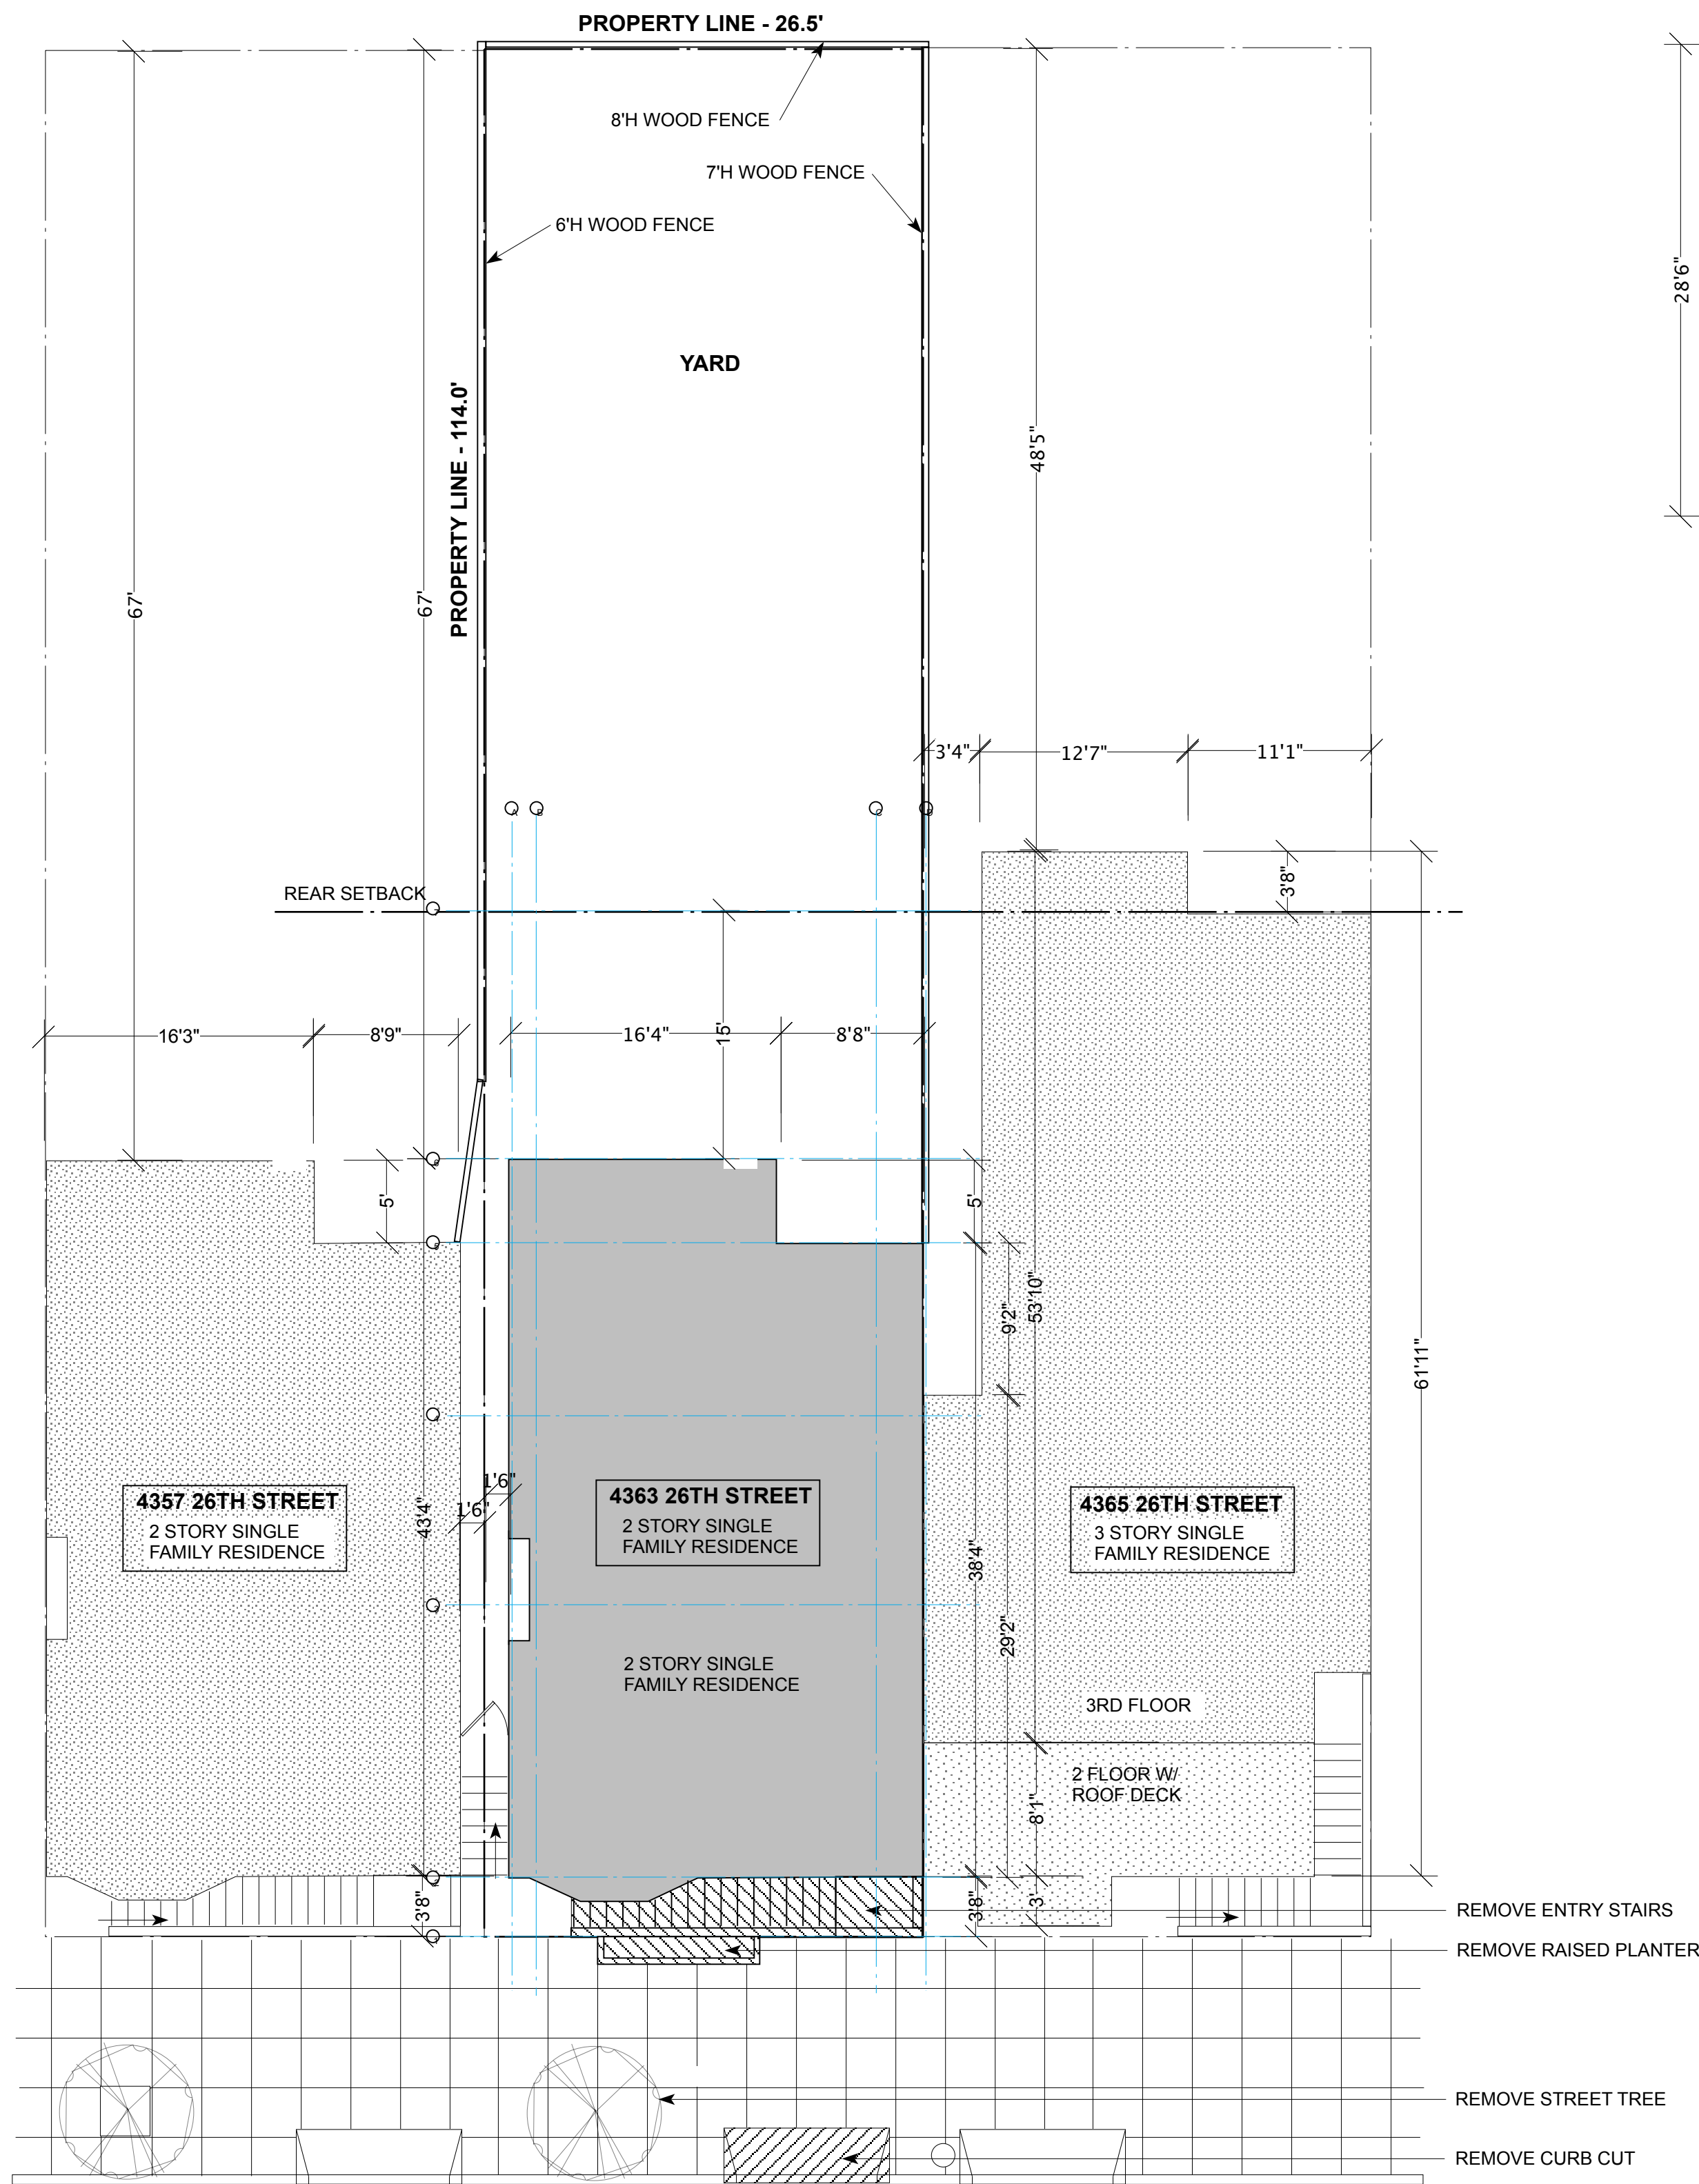 PROPERTY LINE - 26.5'
8'H WOOD FENCE
7'H WOOD FENCE
6'H WOOD FENCE
28'6"
YARD
PROPERTY LINE - 114.0'
48'5"
67'
67'
3'4"
12'7"
11'1"
A
B
C
D
REAR SETBACK
3'8"
16'3"
8'9"
16'4"
15'
8'8"
5'
5'
9'2"
53'10"
61'11"
1'6"
1'6"
43'4"
4357 26TH STREET
2 STORY SINGLE
FAMILY RESIDENCE
4363 26TH STREET
2 STORY SINGLE
FAMILY RESIDENCE
4365 26TH STREET
3 STORY SINGLE
FAMILY RESIDENCE
38'4"
29'2"
2 STORY SINGLE
FAMILY RESIDENCE
3RD FLOOR
2 FLOOR W/
ROOF DECK
8'1"
3'8"
3'8"
3'
REMOVE ENTRY STAIRS
REMOVE RAISED PLANTER
REMOVE STREET TREE
REMOVE CURB CUT